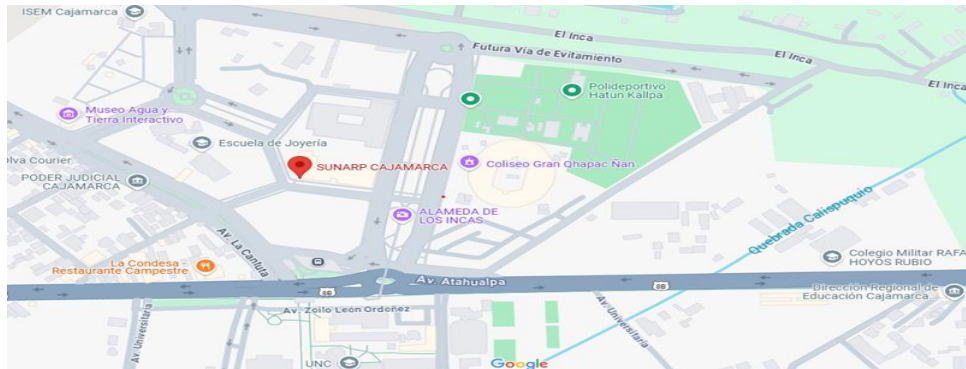 ISEM Cajamarca
El Inca
Futura Vía de Evitamiento
El Inca
El Inca
Polideportivo
Hatun Kallpa
Museo Agua y
Tierra Interactivo
Escuela de Joyería
olva Courier
SUNARP CAJAMARCA
Coliseo Gran Qhapac Ñan
PODER JUDICIAL
CAJAMARCA
Quebrada Calispuquio
ALAMEDA DE
LOS INCAS
Av. La Cantuta
Colegio Militar RAFA
HOYOS RUBIO
La Condesa -
Restaurante Campestre
Av. Atahualpa
8B
8B
Dirección Regional de
Educación Cajamarca
Av. Zoilo León Ordoñez
Av. Universitaria
Av. Universitaria
UNC
Google